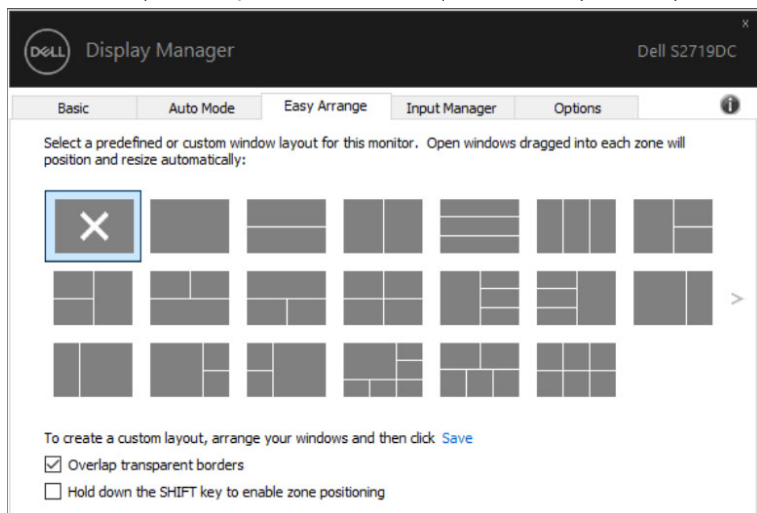 x
DELL Display Manager Dell S2719DC
Basic Auto Mode Easy Arrange Input Manager Options
Select a predefined or custom window layout for this monitor. Open windows dragged into each zone will
position and resize automatically:
To create a custom layout, arrange your windows and then click Save
Overlap transparent borders
Hold down the SHIFT key to enable zone positioning